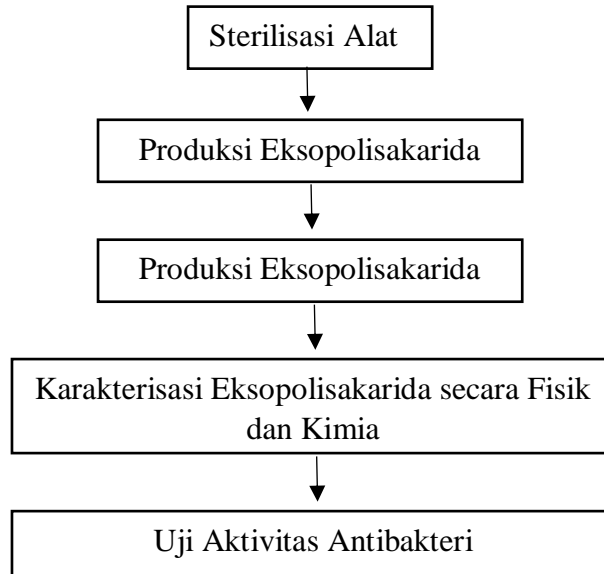 Sterilisasi Alat
Produksi Eksopolisakarida
Produksi Eksopolisakarida
Karakterisasi Eksopolisakarida secara Fisik
dan Kimia
Uji Aktivitas Antibakteri